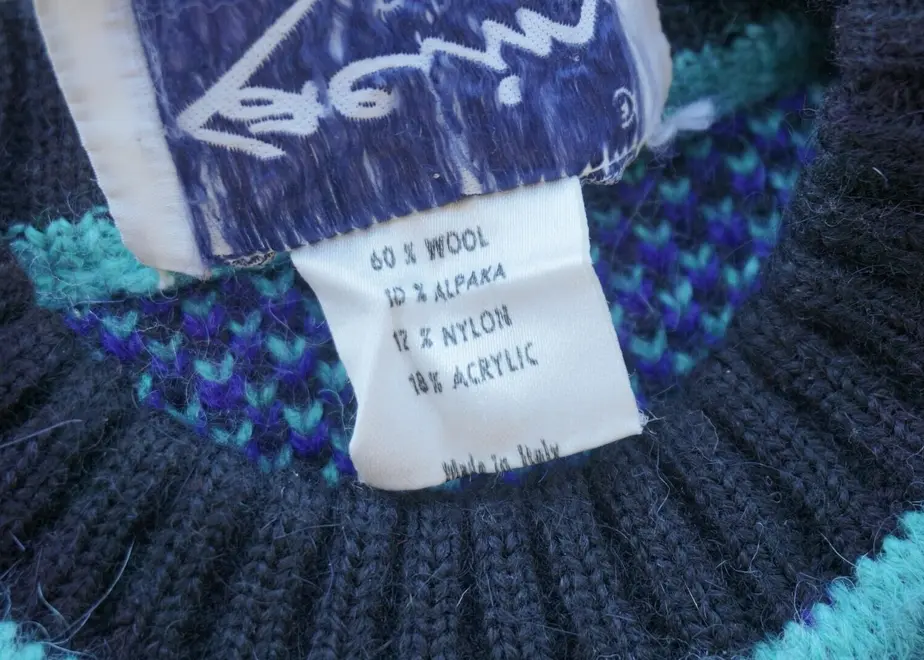 60 % WOOL
10 % ALPAKA
12 % NYLON
18% ACRYLIC
Made in Italy